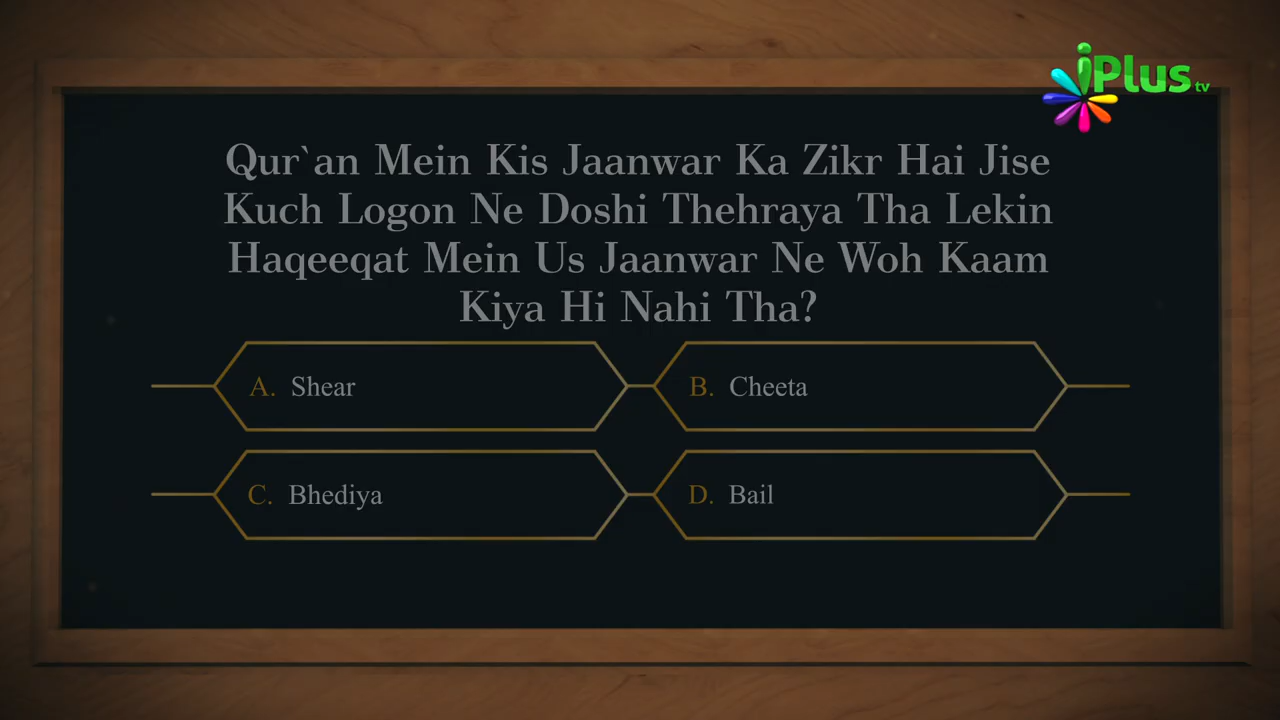 iPlus tv
Qur`an Mein Kis Jaanwar Ka Zikr Hai Jise
Kuch Logon Ne Doshi Thehraya Tha Lekin
Haqeeqat Mein Us Jaanwar Ne Woh Kaam
Kiya Hi Nahi Tha?
A. Shear
B. Cheeta
C. Bhediya
D. Bail